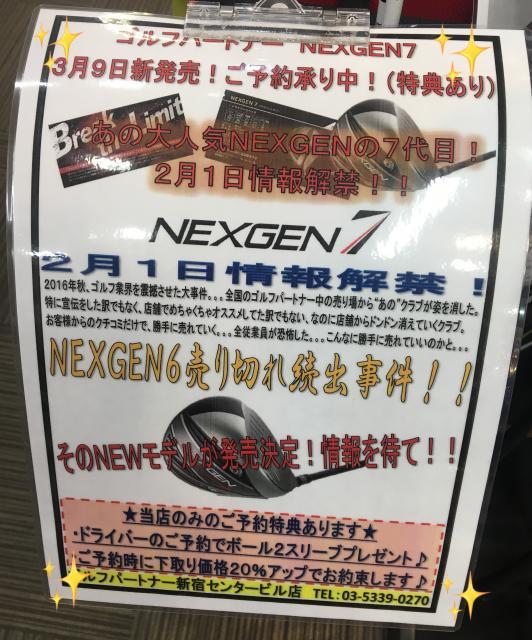 ゴルフパートナー NEXGEN7
3月9日新発売！ご予約承り中！(特典あり)
Break the Limit
NEXGEN 7
あの大人気NEXGENの7代目！
2月1日情報解禁！！
NEXGEN 7
2月1日情報解禁！
2016年秋、ゴルフ業界を震撼させた大事件。。。全国のゴルフパートナー中の売り場から“あの”クラブが姿を消した。
特に宣伝をした訳でもなく、店舗でめちゃくちゃオススメしてた訳でもない、なのに店舗からドンドン消えていくクラブ。
お客様からのクチコミだけで、勝手に売れていく。。。全従業員が恐怖した。。。こんなに勝手に売れていいのかと。。。
NEXGEN6売り切れ続出事件！！
そのNEWモデルが発売決定！情報を待て！！
★当店のみのご予約特典あります★
・ドライバーのご予約でボール2スリーブプレゼント♪
・ご予約時に下取り価格20%アップでお約束します♪
ゴルフパートナー新宿センタービル店 TEL：03-5339-0270